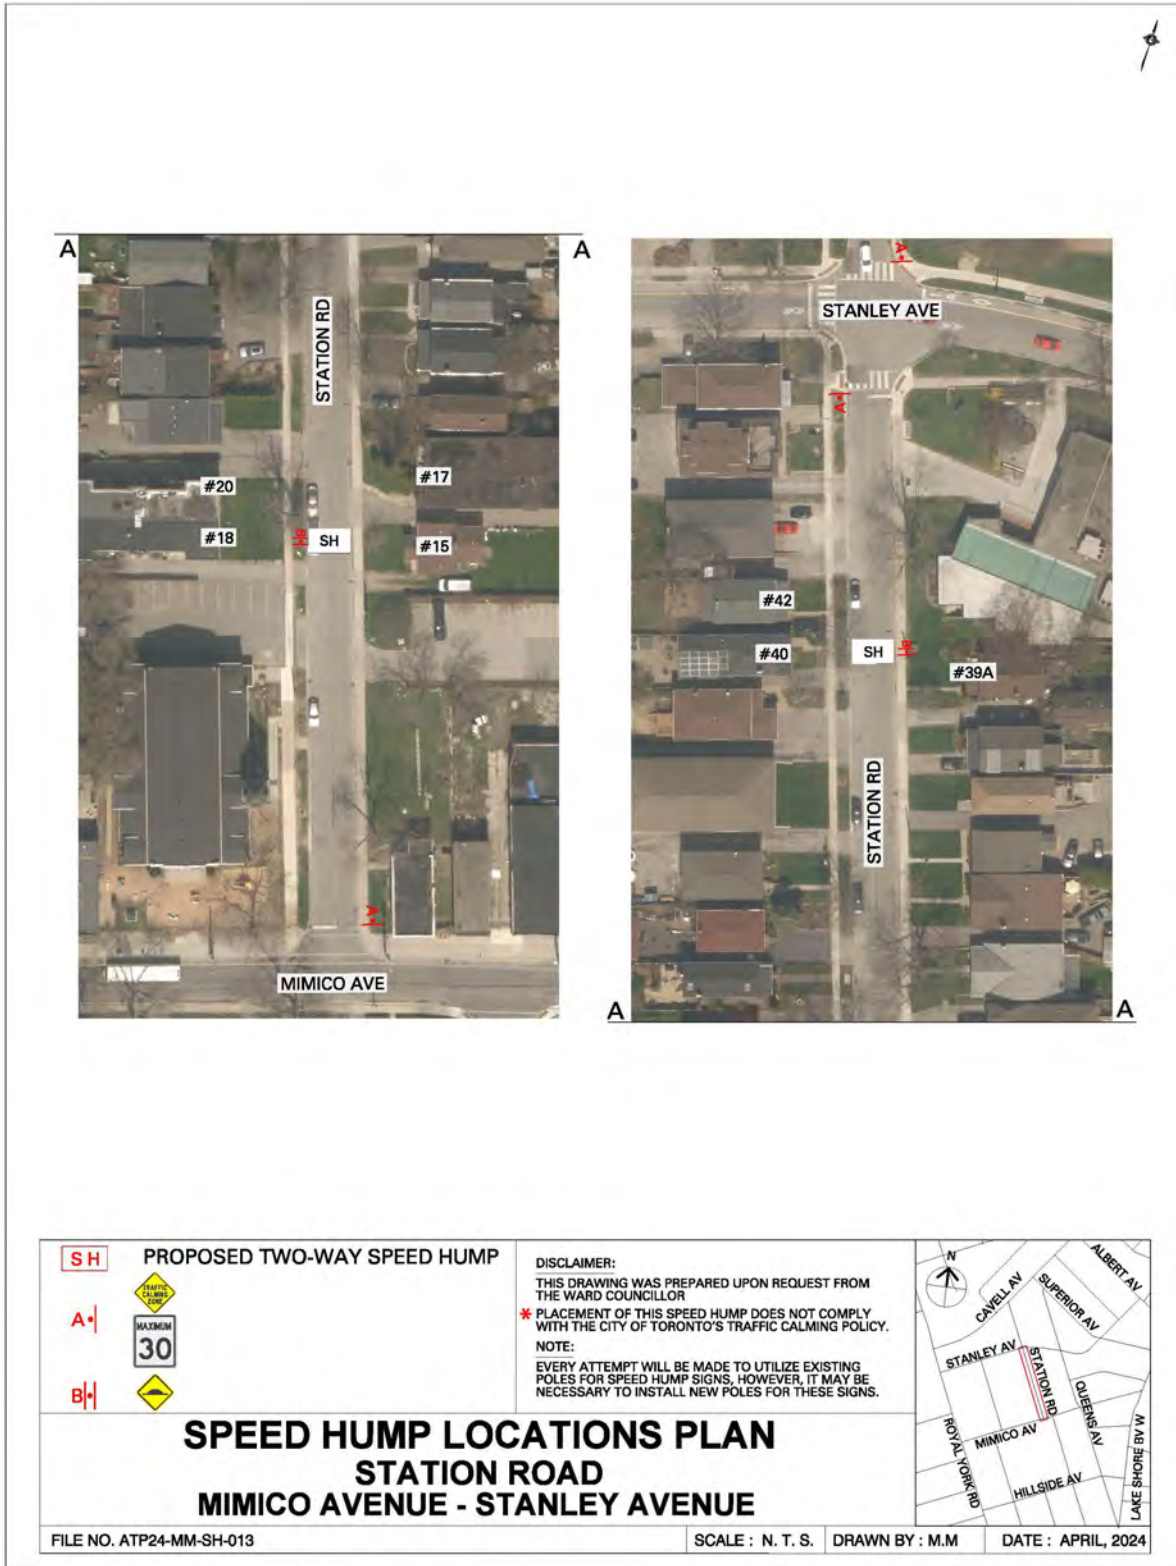 A
A
STATION RD
#20
#17
#18
B
SH
#15
A
MIMICO AVE
A
STANLEY AVE
A
#42
#40
SH
B
#39A
STATION RD
A
A
SH
PROPOSED TWO-WAY SPEED HUMP
TRAFFIC
CALMING
ZONE
A
MAXIMUM
30
B
DISCLAIMER:
THIS DRAWING WAS PREPARED UPON REQUEST FROM
THE WARD COUNCILLOR
* PLACEMENT OF THIS SPEED HUMP DOES NOT COMPLY
WITH THE CITY OF TORONTO'S TRAFFIC CALMING POLICY.
NOTE:
EVERY ATTEMPT WILL BE MADE TO UTILIZE EXISTING
POLES FOR SPEED HUMP SIGNS, HOWEVER, IT MAY BE
NECESSARY TO INSTALL NEW POLES FOR THESE SIGNS.
N
ALBERT AV
CAVELL AV
SUPERIOR AV
STANLEY AV
STATION RD
QUEENS AV
MIMICO AV
ROYAL YORK RD
HILLSIDE AV
LAKE SHORE BV W
SPEED HUMP LOCATIONS PLAN
STATION ROAD
MIMICO AVENUE - STANLEY AVENUE
FILE NO. ATP24-MM-SH-013
SCALE : N. T. S.
DRAWN BY : M.M
DATE : APRIL, 2024